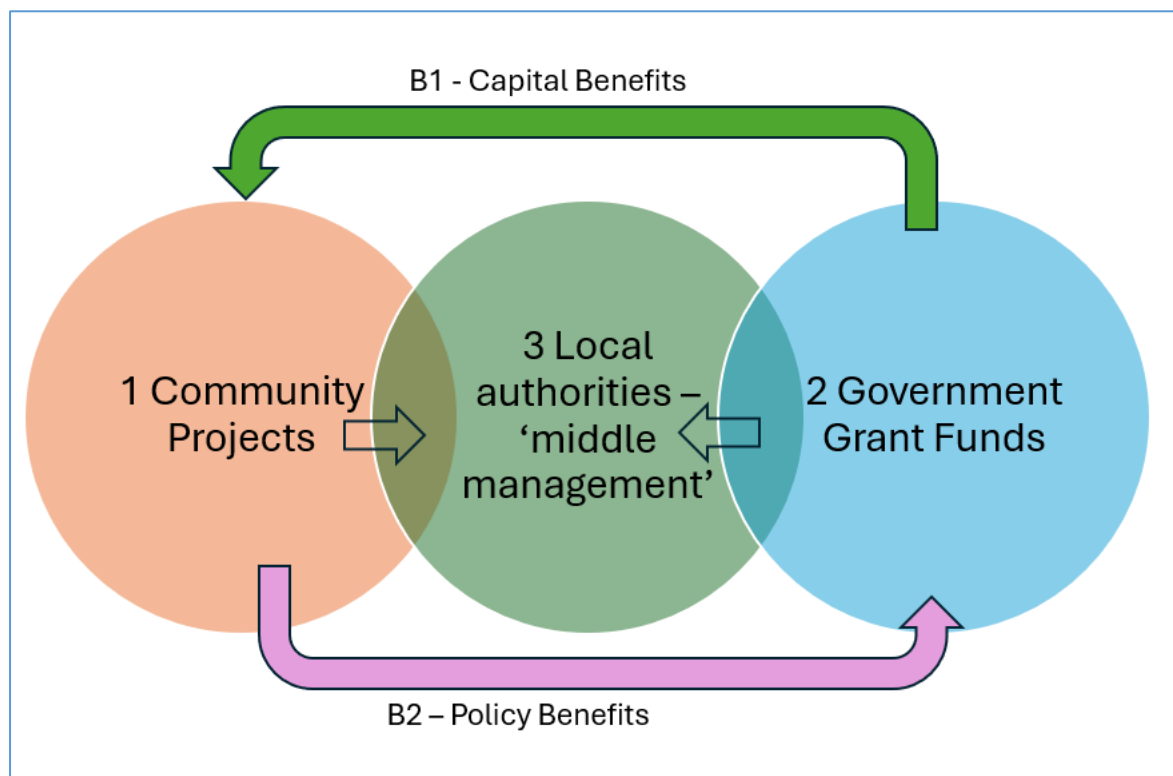 B1 - Capital Benefits
1 Community
Projects
3 Local
authorities –
‘middle
management’
2 Government
Grant Funds
B2 – Policy Benefits